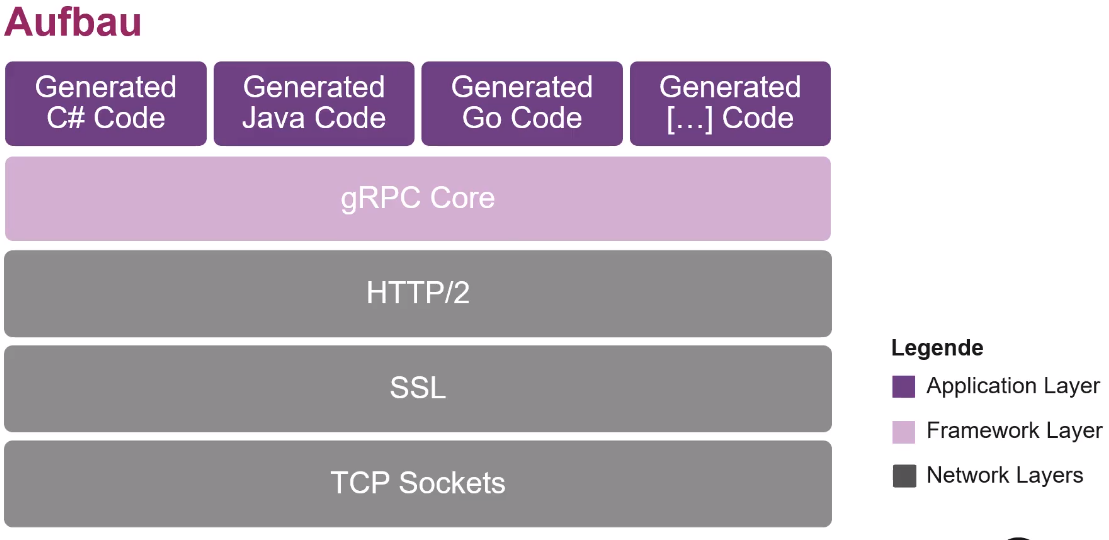 Aufbau
Generated
C# Code
Generated
Java Code
Generated
Go Code
Generated
[...] Code
gRPC Core
HTTP/2
SSL
TCP Sockets
Legende
Application Layer
Framework Layer
Network Layers